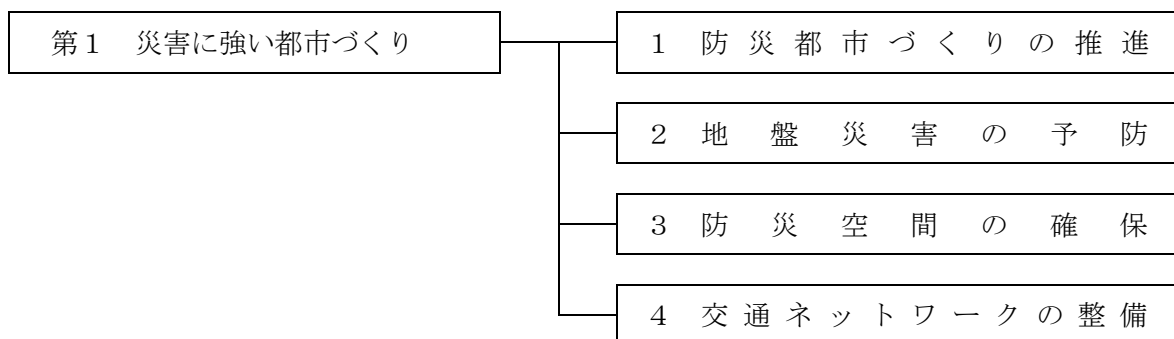 第１　災害に強い都市づくり
１　防災都市づくりの推進
２　地盤災害の予防
３　防災空間の確保
４　交通ネットワークの整備